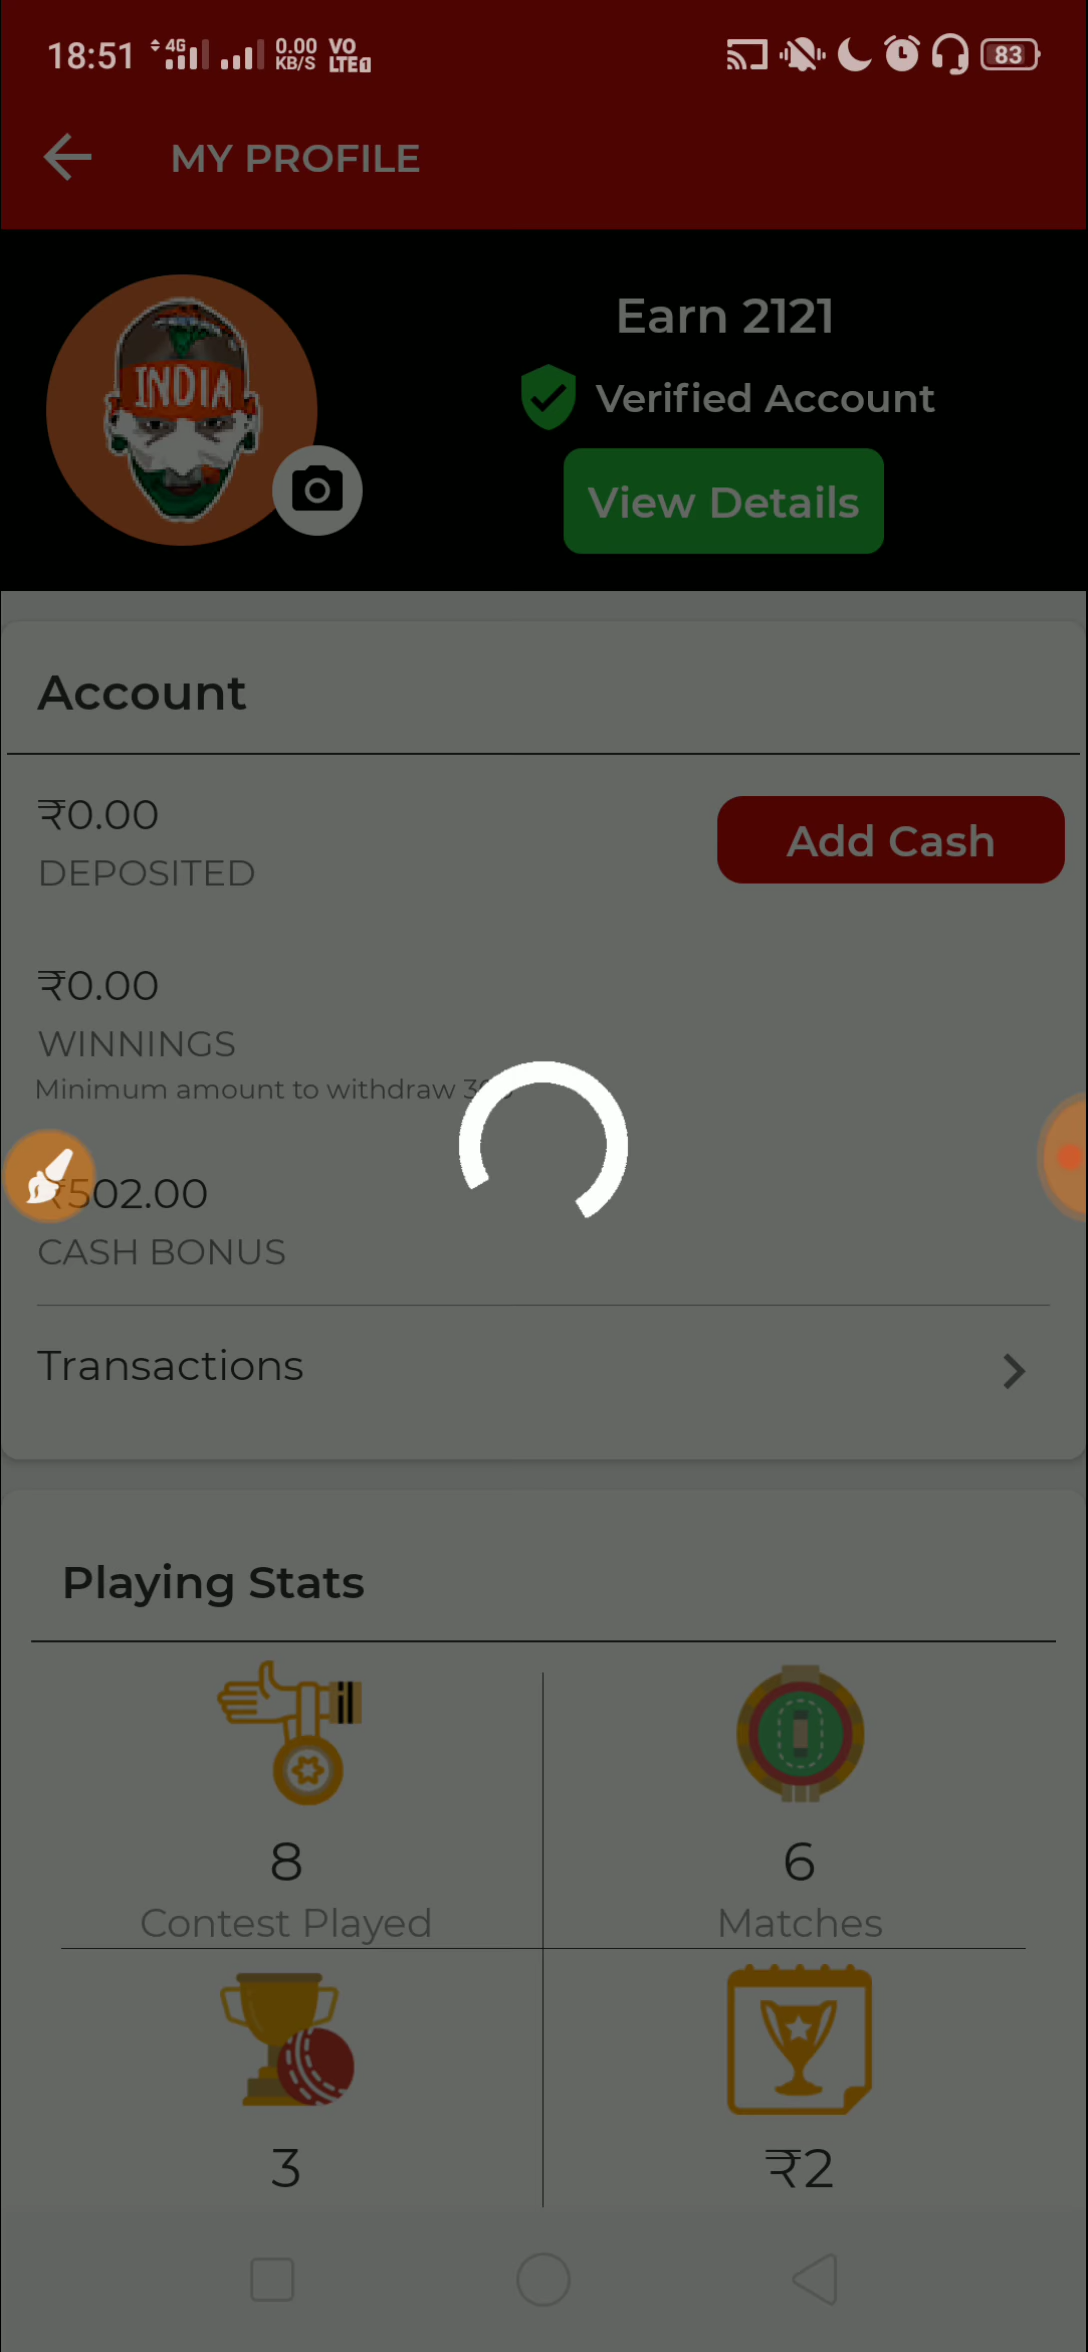 18:51 4G 0.00 KB/S VO LTE1 83
MY PROFILE
INDIA
Earn 2121
Verified Account
View Details
Account
₹0.00
DEPOSITED
Add Cash
₹0.00
WINNINGS
Minimum amount to withdraw
₹502.00
CASH BONUS
Transactions
Playing Stats
8
Contest Played
6
Matches
3
₹2